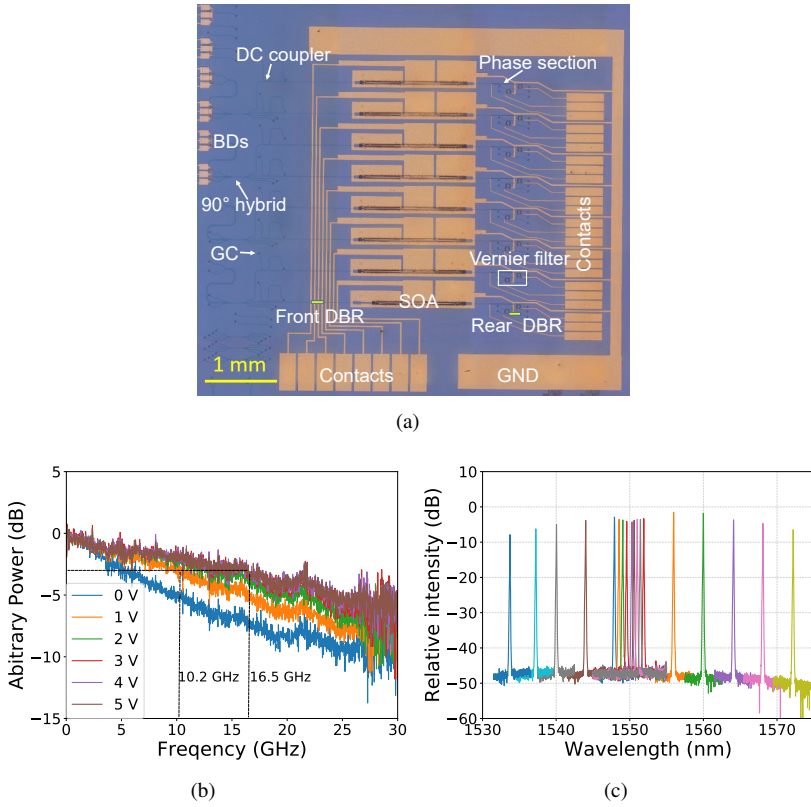 DC coupler
Phase section
BDs
90° hybrid
GC
Contacts
Vernier filter
SOA
Front DBR
Rear DBR
1 mm
Contacts
GND
(a)
5
0
−5
−10
−15
Abitrary Power (dB)
0 V
1 V
2 V
3 V
4 V
5 V
10.2 GHz
16.5 GHz
0
5
10
15
20
25
30
Freqency (GHz)
(b)
10
0
−10
−20
−30
−40
−50
−60
Relative intensity (dB)
1530
1540
1550
1560
1570
Wavelength (nm)
(c)